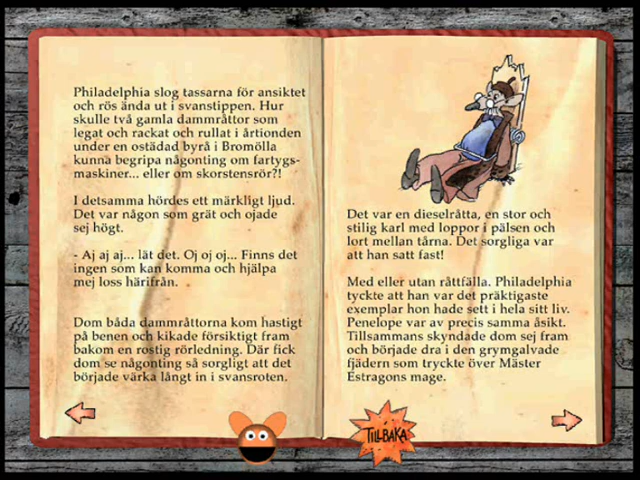 Philadelphia slog tassarna för ansiktet
och rös ända ut i svanstippen. Hur
skulle två gamla dammråttor som
legat och rackat och rullat i årtionden
under en ostädad byrå i Bromölla
kunna begripa någonting om fartygs-
maskiner... eller om skorstensrör?!
I detsamma hördes ett märkligt ljud.
Det var någon som grät och ojade
sej högt.
- Aj aj aj... lät det. Oj oj oj... Finns det
ingen som kan komma och hjälpa
mej loss härifrån.
Dom båda dammråttorna kom hastigt
på benen och kikade försiktigt fram
bakom en rostig rörledning. Där fick
dom se någonting så sorgligt att det
började värka långt in i svansroten.
Det var en dieselråtta, en stor och
stilig karl med loppor i pälsen och
lort mellan tårna. Det sorgliga var
att han satt fast!
Med eller utan råttfälla. Philadelphia
tyckte att han var det präktigaste
exemplar hon hade sett i hela sitt liv.
Penelope var av precis samma åsikt.
Tillsammans skyndade dom sej fram
och började dra i den grymgalvade
fjädern som tryckte över Mäster
Estragons mage.
TILLBAKA